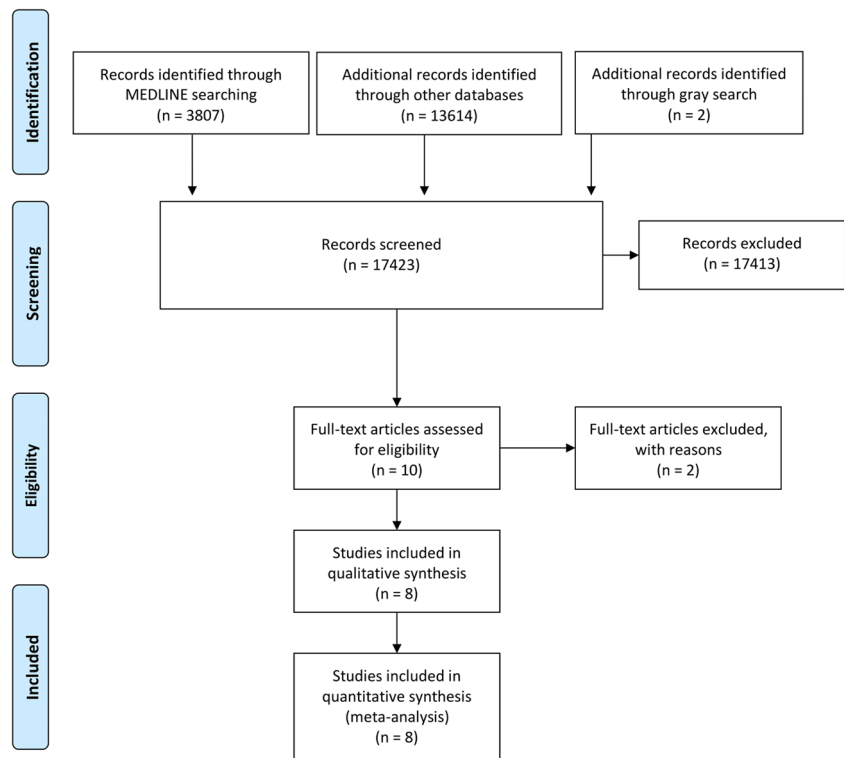 Identification
Records identified through
MEDLINE searching
(n = 3807)
Additional records identified
through other databases
(n = 13614)
Additional records identified
through gray search
(n = 2)
Screening
Records screened
(n = 17423)
Records excluded
(n = 17413)
Eligibility
Full-text articles assessed
for eligibility
(n = 10)
Full-text articles excluded,
with reasons
(n = 2)
Studies included in
qualitative synthesis
(n = 8)
Included
Studies included in
quantitative synthesis
(meta-analysis)
(n = 8)